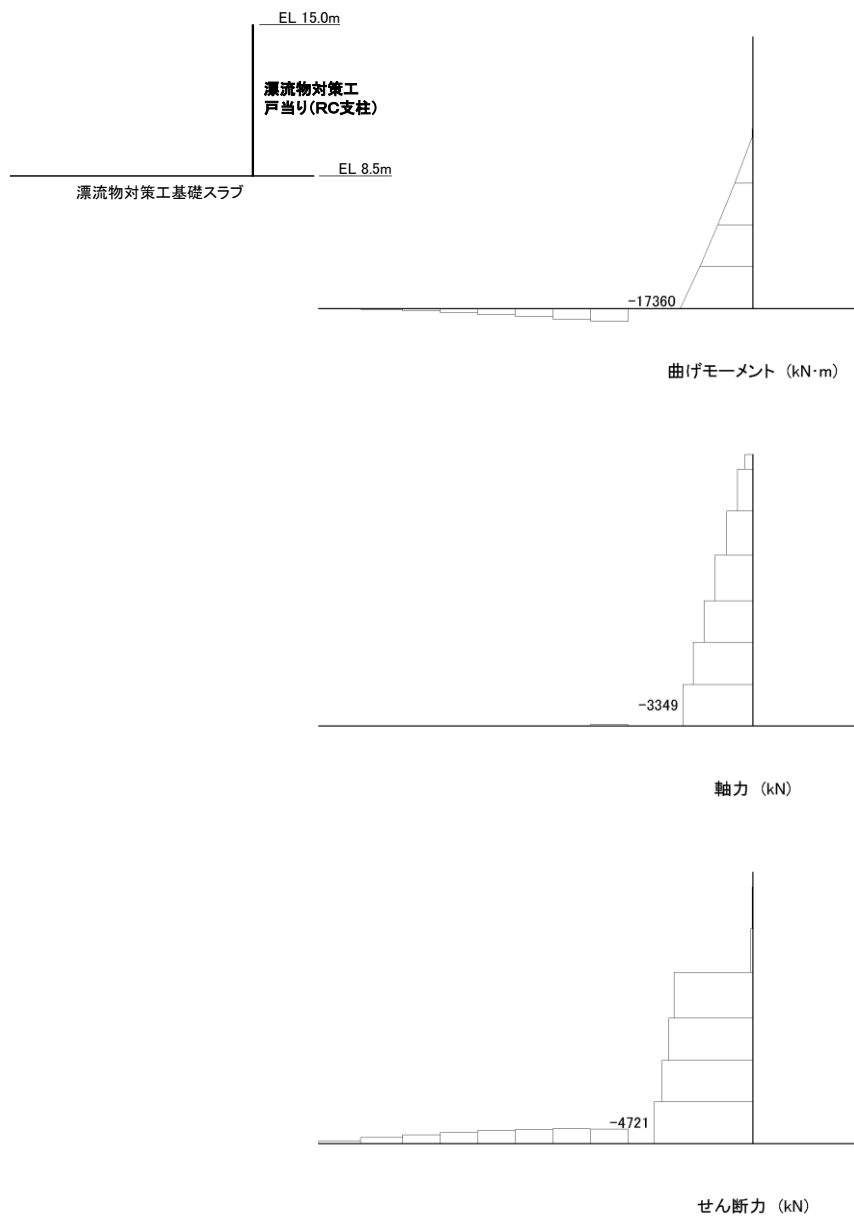 EL 15.0m
漂流物対策工
戸当り(RC支柱)
EL 8.5m
漂流物対策工基礎スラブ
-17360
曲げモーメント (kN·m)
-3349
軸力 (kN)
-4721
せん断力 (kN)